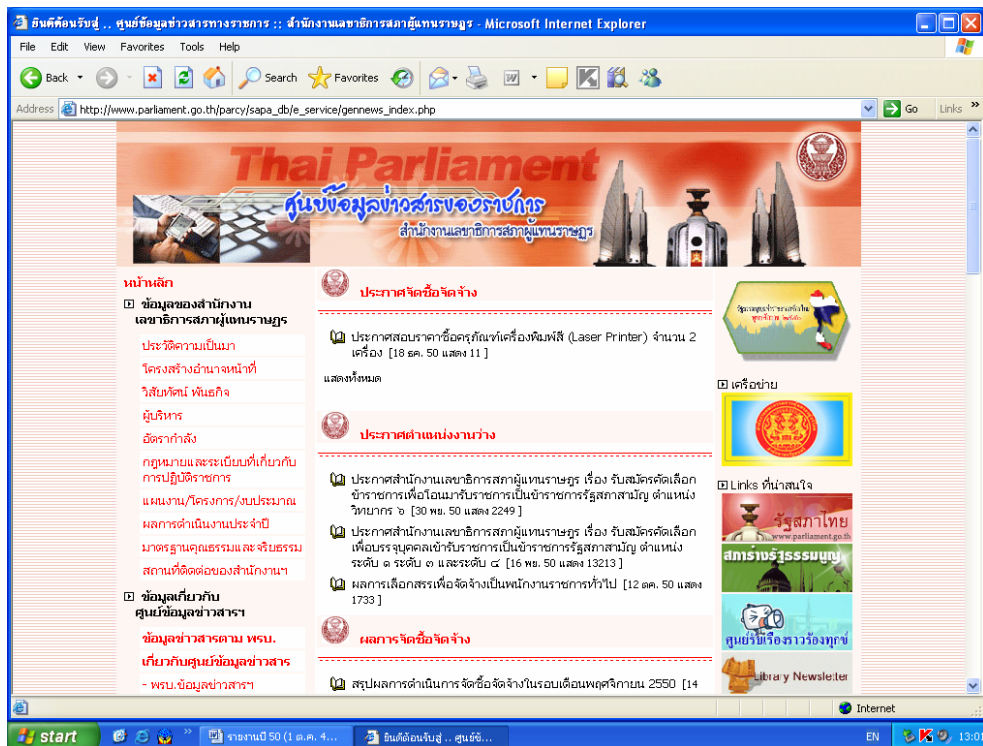 ยินดีต้อนรับสู่ .. ศูนย์ข้อมูลข่าวสารทางราชการ :: สำนักงานเลขาธิการสภาผู้แทนราษฎร - Microsoft Internet Explorer
File Edit View Favorites Tools Help
Back Search Favorites
Address http://www.parliament.go.th/parcy/sapa_db/e_service/gennews_index.php Go Links »
Thai Parliament
ศูนย์ข้อมูลข่าวสารของราชการ
สำนักงานเลขาธิการสภาผู้แทนราษฎร
หน้าหลัก
ข้อมูลของสำนักงาน
เลขาธิการสภาผู้แทนราษฎร
ประวัติความเป็นมา
โครงสร้างอำนาจหน้าที่
วิสัยทัศน์ พันธกิจ
ผู้บริหาร
อัตรากำลัง
กฎหมายและระเบียบที่เกี่ยวกับ
การปฏิบัติราชการ
แผนงาน/โครงการ/งบประมาณ
ผลการดำเนินงานประจำปี
มาตรฐานคุณธรรมและจริยธรรม
สถานที่ติดต่อของสำนักงานฯ
ข้อมูลเกี่ยวกับ
ศูนย์ข้อมูลข่าวสารฯ
ข้อมูลข่าวสารตาม พรบ.
เกี่ยวกับศูนย์ข้อมูลข่าวสาร
- พรบ.ข้อมูลข่าวสารฯ
ประกาศจัดซื้อจัดจ้าง
ประกาศสอบราคาซื้อครุภัณฑ์เครื่องพิมพ์สี (Laser Printer) จำนวน 2
เครื่อง [18 ธค. 50 แสดง 11 ]
แสดงทั้งหมด
ประกาศตำแหน่งงานว่าง
ประกาศสำนักงานเลขาธิการสภาผู้แทนราษฎร เรื่อง รับสมัครคัดเลือก
ข้าราชการเพื่อโอนมารับราชการเป็นข้าราชการรัฐสภาสามัญ ตำแหน่ง
วิทยากร ๖ [30 พย. 50 แสดง 2249 ]
ประกาศสำนักงานเลขาธิการสภาผู้แทนราษฎร เรื่อง รับสมัครคัดเลือก
เพื่อบรรจุบุคคลเข้ารับราชการเป็นข้าราชการรัฐสภาสามัญ ตำแหน่ง
ระดับ ๑ ระดับ ๓ และระดับ ๔ [16 พย. 50 แสดง 13213 ]
ผลการเลือกสรรเพื่อจัดจ้างเป็นพนักงานราชการทั่วไป [12 ตค. 50 แสดง
1733 ]
ผลการจัดซื้อจัดจ้าง
สรุปผลการดำเนินการจัดซื้อจัดจ้างในรอบเดือนพฤศจิกายน 2550 [14
เครือข่าย
Links ที่น่าสนใจ
รัฐสภาไทย
www.parliament.go.th
สภาร่างรัฐธรรมนูญ
ศูนย์รับเรื่องราวร้องทุกข์
Library Newsletter
Internet
start
รายงานปี 50 (1 ต.ค. 4...
ยินดีต้อนรับสู่ .. ศูนย์ข้...
EN
13:01